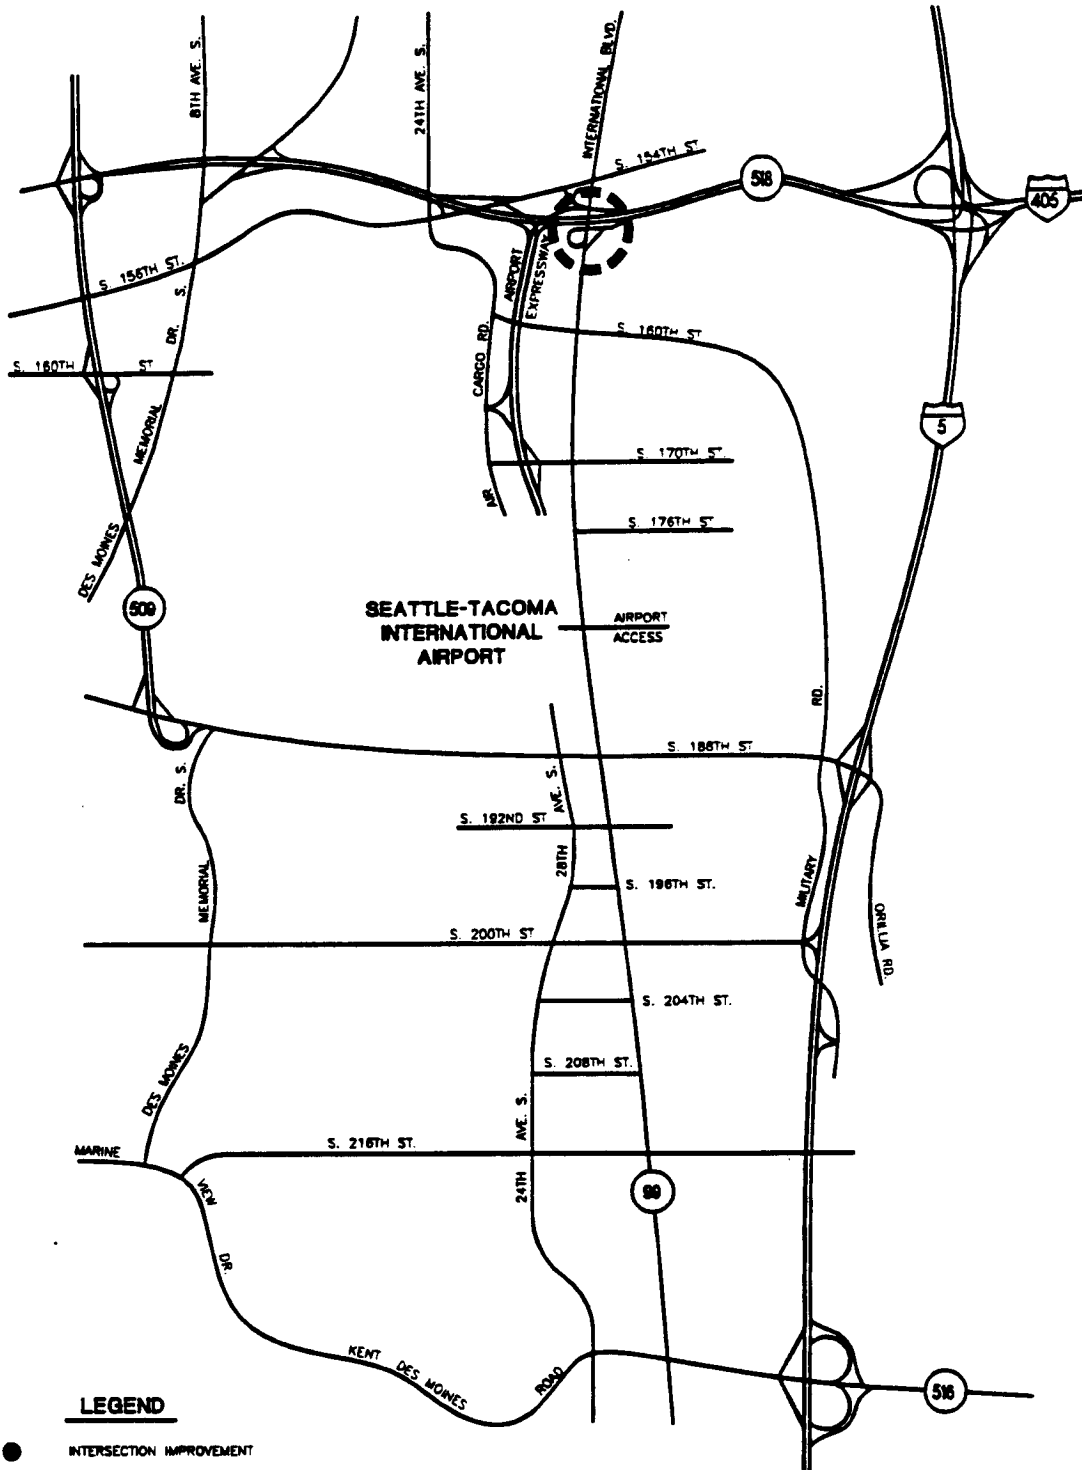 8TH AVE. S.
24TH AVE. S.
INTERNATIONAL BLVD.
S. 154TH ST
518
405
S. 156TH ST.
AIRPORT
EXPRESSWAY
S. 160TH ST
S. 160TH ST
DES MOINES MEMORIAL DR. S.
AIR CARGO RD.
5
S. 170TH ST.
S. 176TH ST
509
SEATTLE-TACOMA
INTERNATIONAL
AIRPORT
AIRPORT
ACCESS
MILITARY RD.
S. 188TH ST
DES MOINES MEMORIAL DR. S.
28TH AVE. S.
S. 192ND ST
S. 196TH ST.
ORILLIA RD.
S. 200TH ST
S. 204TH ST.
S. 208TH ST.
24TH AVE. S.
S. 216TH ST.
MARINE VIEW DR.
99
KENT DES MOINES ROAD
516
LEGEND
INTERSECTION IMPROVEMENT